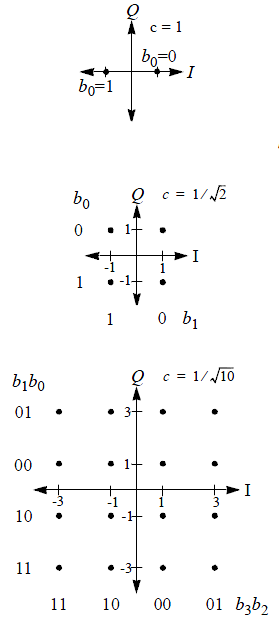 Q c = 1
b₀=0
I
b₀=1
b₀ Q c = 1/√2
0 1
-1 1 I
1 -1
1 0 b₁
b₁b₀ Q c = 1/√10
01 3
00 1
-3 -1 1 3 I
10 -1
11 -3
11 10 00 01 b₃b₂